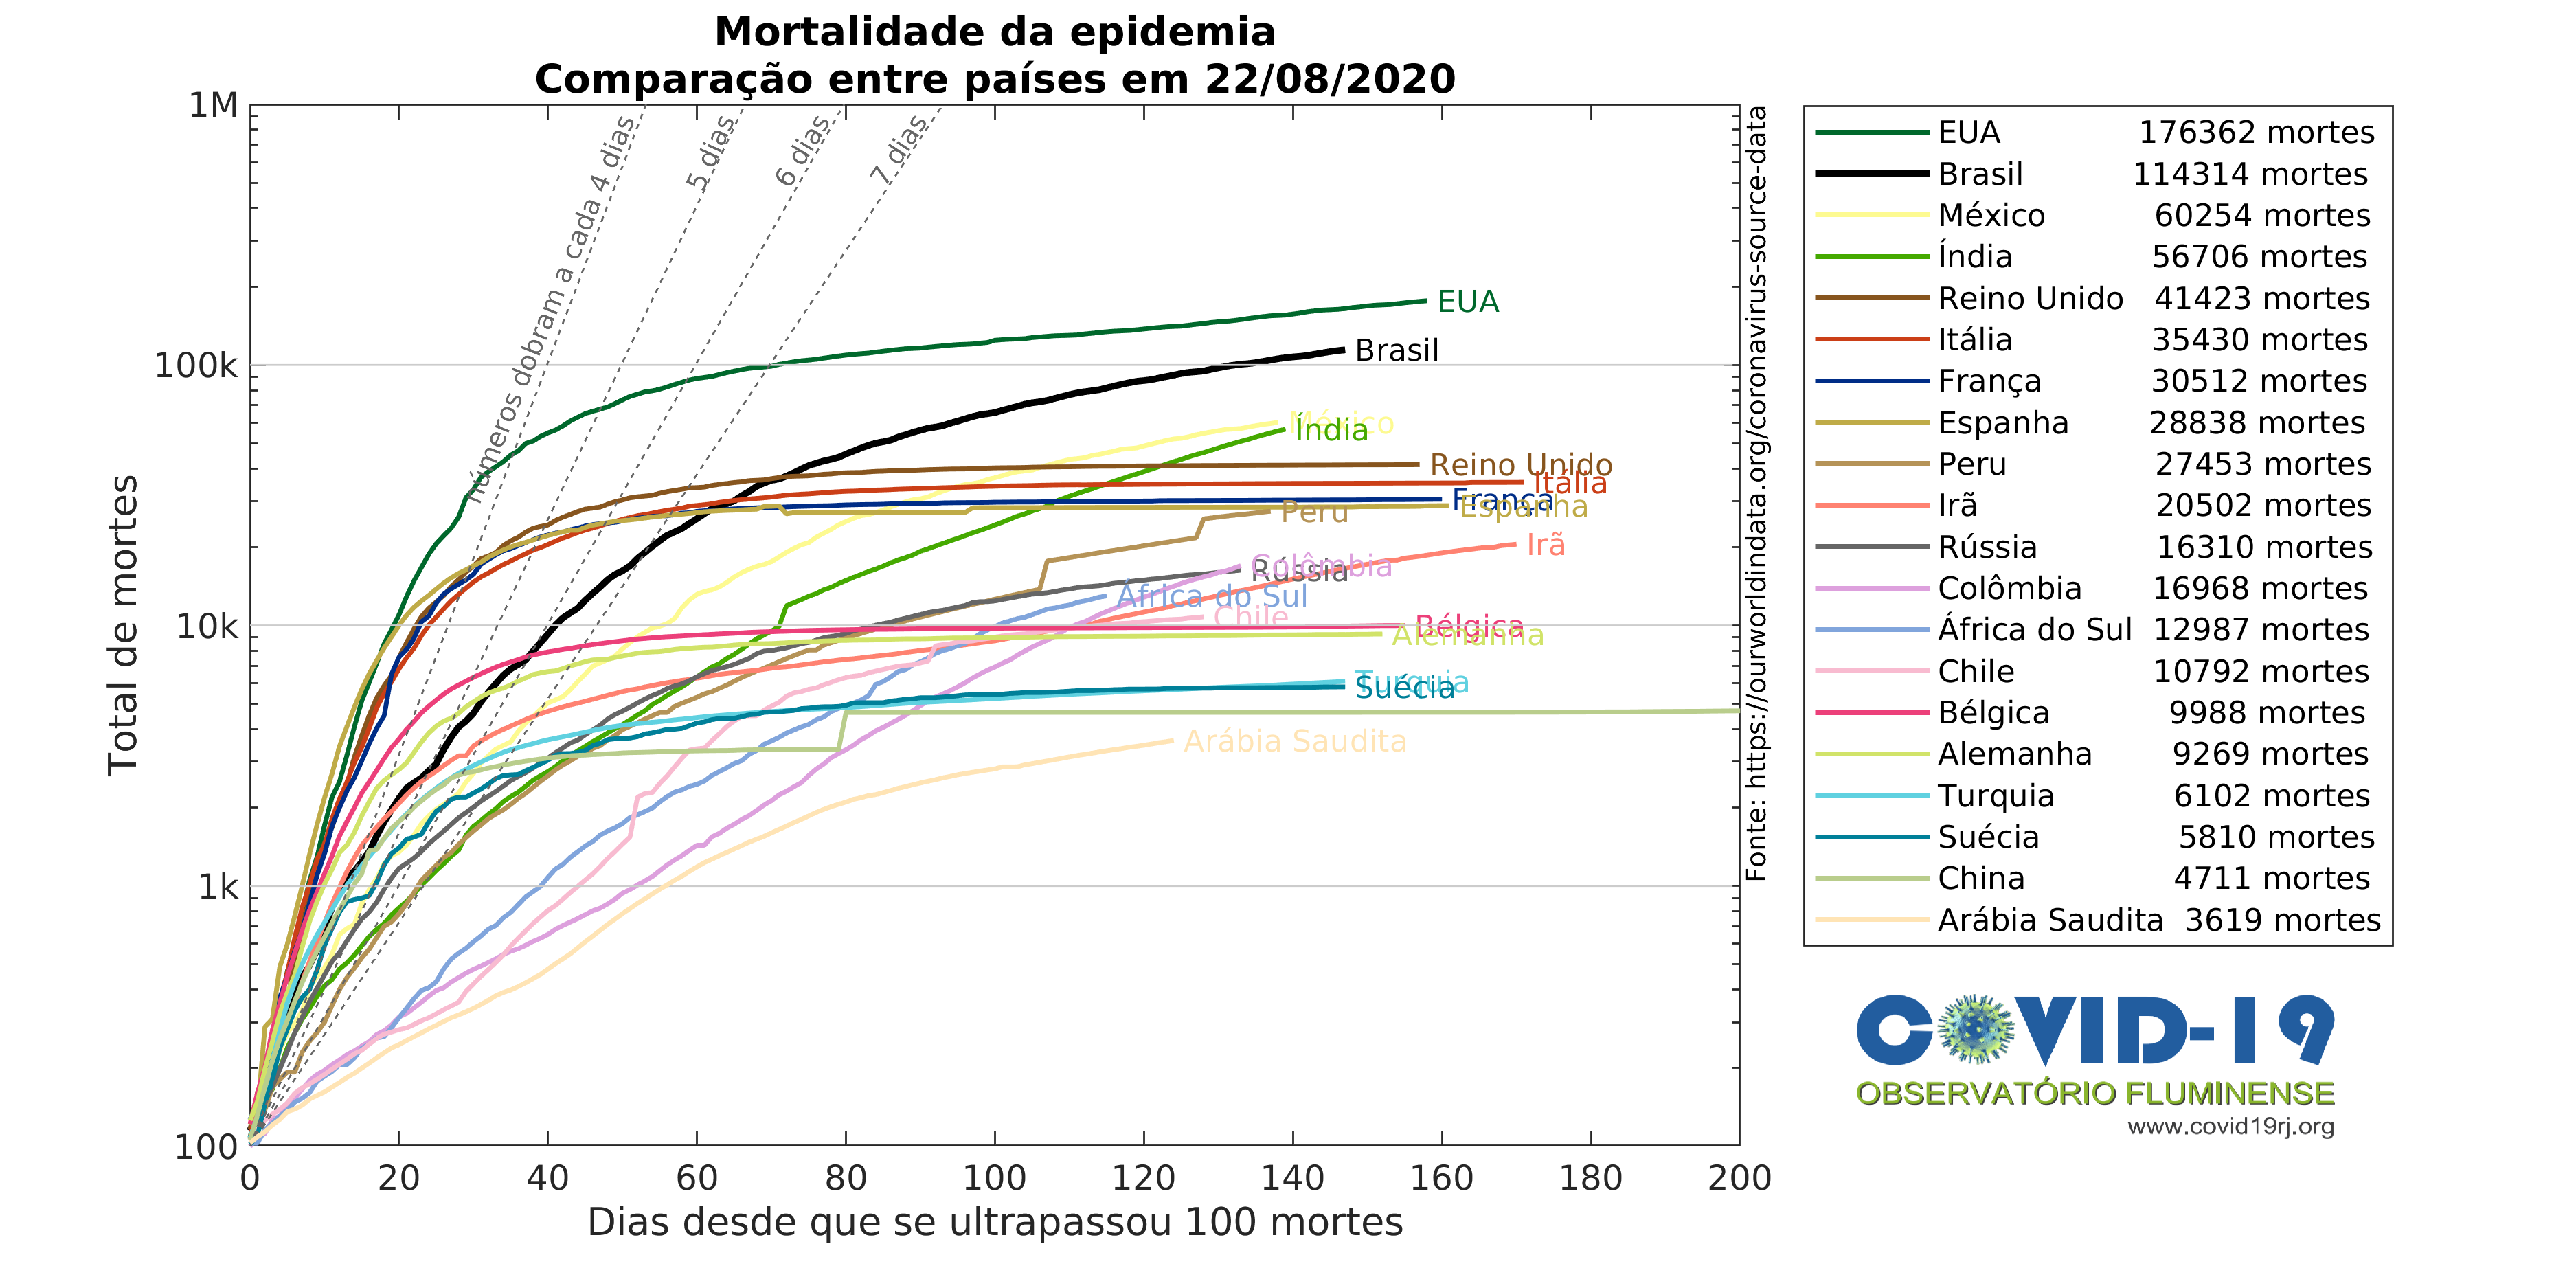 Mortalidade da epidemia
Comparação entre países em 22/08/2020
Total de mortes
1M
100k
10k
1k
100
0 20 40 60 80 100 120 140 160 180 200
Dias desde que se ultrapassou 100 mortes
números dobram a cada 4 dias
5 dias
6 dias
7 dias
EUA
Brasil
México
Índia
Reino Unido
Itália
França
Espanha
Peru
Irã
Colômbia
Rússia
África do Sul
Chile
Bélgica
Alemanha
Turquia
Suécia
Arábia Saudita
Fonte: https://ourworldindata.org/coronavirus-source-data
EUA 176362 mortes
Brasil 114314 mortes
México 60254 mortes
Índia 56706 mortes
Reino Unido 41423 mortes
Itália 35430 mortes
França 30512 mortes
Espanha 28838 mortes
Peru 27453 mortes
Irã 20502 mortes
Rússia 16310 mortes
Colômbia 16968 mortes
África do Sul 12987 mortes
Chile 10792 mortes
Bélgica 9988 mortes
Alemanha 9269 mortes
Turquia 6102 mortes
Suécia 5810 mortes
China 4711 mortes
Arábia Saudita 3619 mortes
COVID-19
OBSERVATÓRIO FLUMINENSE
www.covid19rj.org